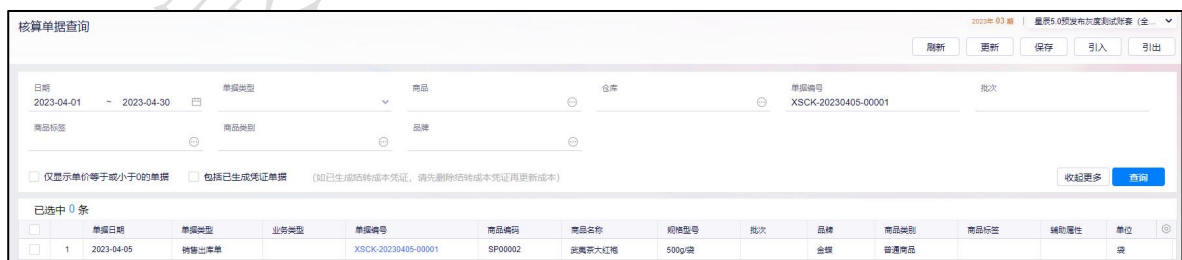 核算单据查询
2023年 03 期 | 星辰5.0预发布灰度测试账套 (全...
刷新 更新 保存 引入 引出
日期 单据类型 商品 仓库 单据编号 批次
2023-04-01 ~ 2023-04-30 XSCK-20230405-00001
商品标签 商品类别 品牌
仅显示单价等于或小于0的单据 包括已生成凭证单据 (如已生成结转成本凭证, 请先删除结转成本凭证再更新成本) 收起更多 查询
已选中 0 条
单据日期 单据类型 业务类型 单据编号 商品编码 商品名称 规格型号 批次 品牌 商品类别 商品标签 辅助属性 单位
1 2023-04-05 销售出库单 XSCK-20230405-00001 SP00002 武夷茶大红袍 500g/袋 金蝶 普通商品 袋